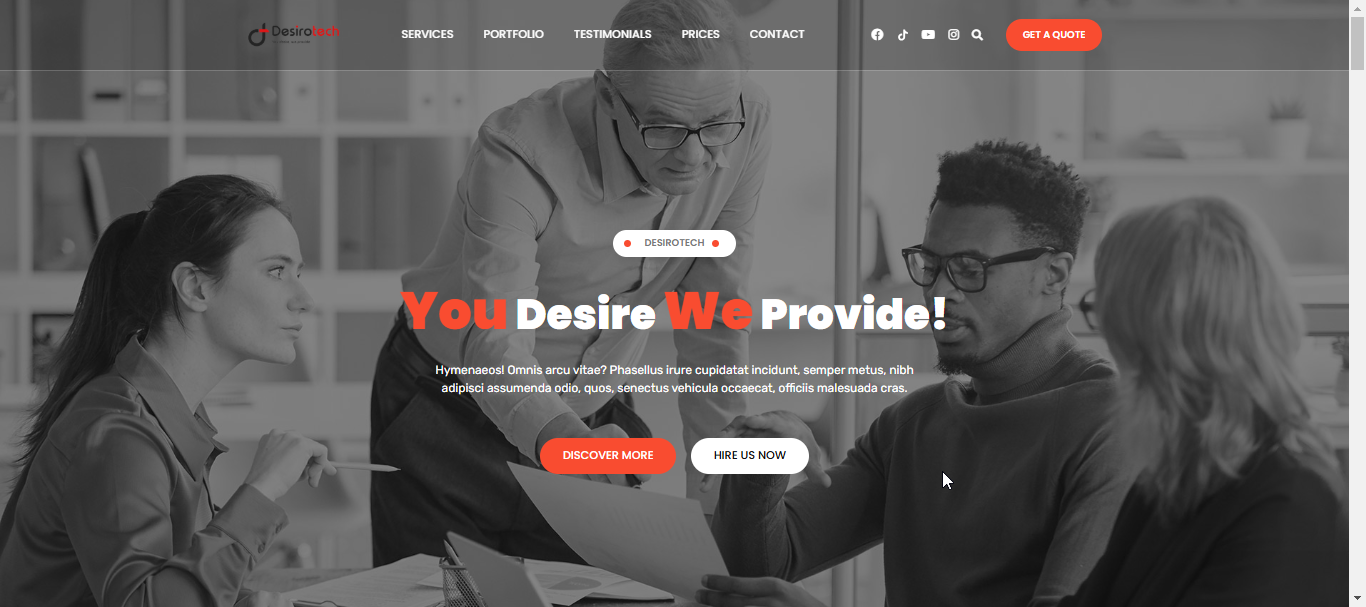 Desirotech
SERVICES PORTFOLIO TESTIMONIALS PRICES CONTACT
GET A QUOTE
DESIROTECH
You Desire We Provide!
Hymenaeos! Omnis arcu vitae? Phasellus irure cupidatat incidunt, semper metus, nibh
adipisci assumenda odio, quos, senectus vehicula occaecat, officiis malesuada cras.
DISCOVER MORE HIRE US NOW